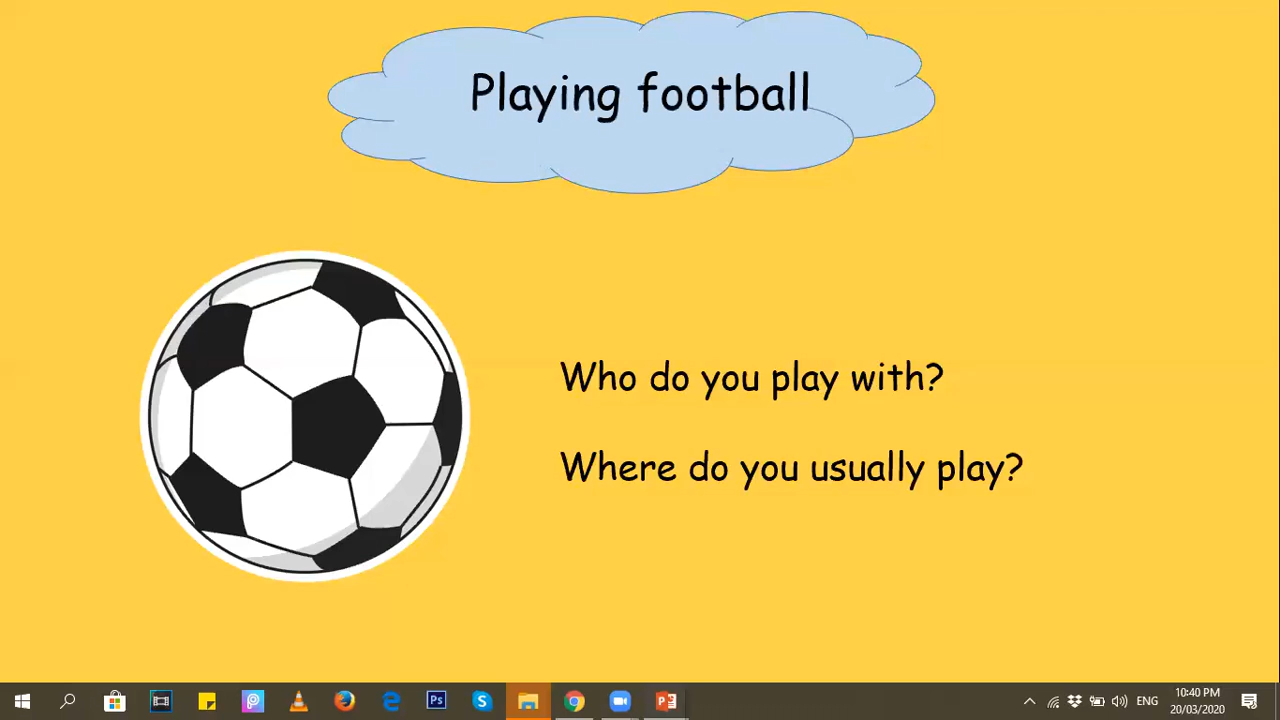 Playing football
Who do you play with?
Where do you usually play?
Ps
S
P
ENG
10:40 PM
20/03/2020